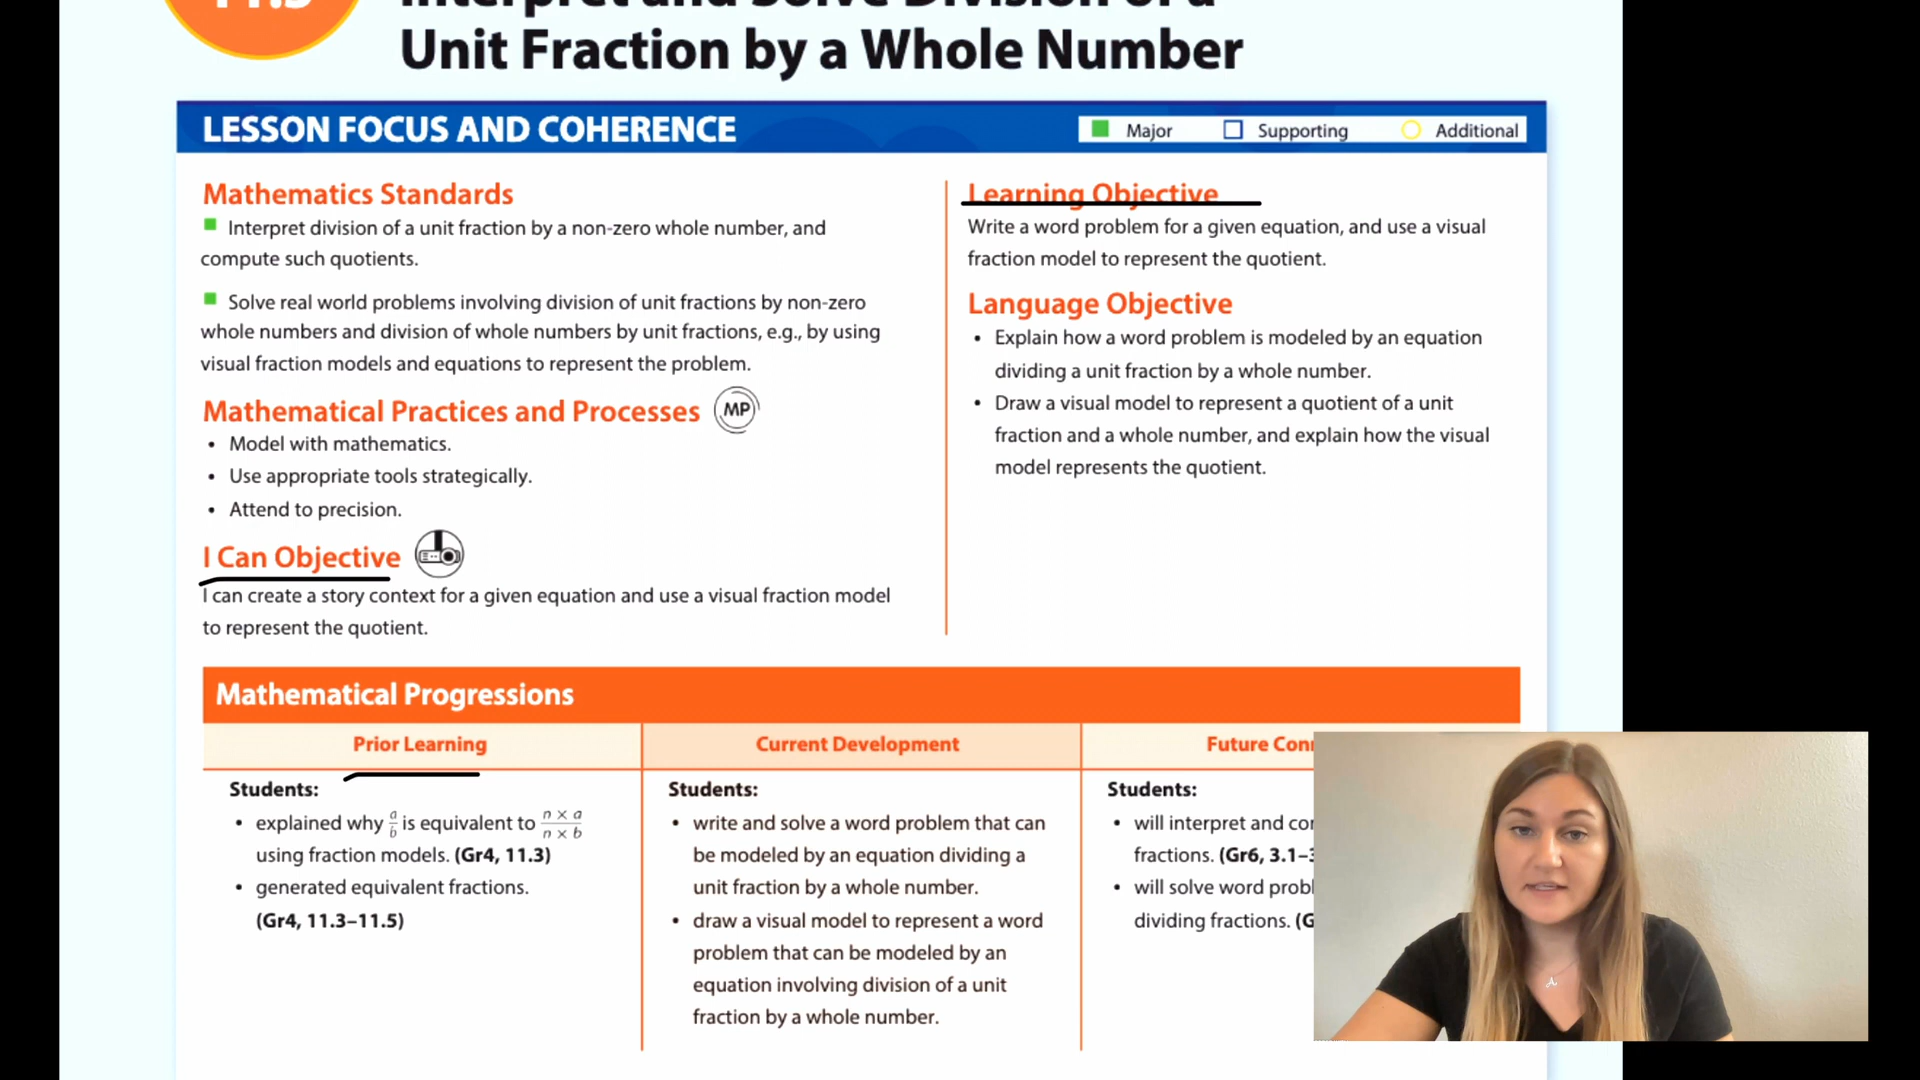 11.5
Interpret and Solve Division of a
Unit Fraction by a Whole Number
LESSON FOCUS AND COHERENCE
Major
Supporting
Additional
Mathematics Standards
Interpret division of a unit fraction by a non-zero whole number, and
compute such quotients.
Solve real world problems involving division of unit fractions by non-zero
whole numbers and division of whole numbers by unit fractions, e.g., by using
visual fraction models and equations to represent the problem.
Mathematical Practices and Processes MP
• Model with mathematics.
• Use appropriate tools strategically.
• Attend to precision.
I Can Objective
I can create a story context for a given equation and use a visual fraction model
to represent the quotient.
Learning Objective
Write a word problem for a given equation, and use a visual
fraction model to represent the quotient.
Language Objective
• Explain how a word problem is modeled by an equation
dividing a unit fraction by a whole number.
• Draw a visual model to represent a quotient of a unit
fraction and a whole number, and explain how the visual
model represents the quotient.
Mathematical Progressions
Prior Learning
Students:
• explained why a/b is equivalent to n × a / n × b
using fraction models. (Gr4, 11.3)
• generated equivalent fractions.
(Gr4, 11.3–11.5)
Current Development
Students:
• write and solve a word problem that can
be modeled by an equation dividing a
unit fraction by a whole number.
• draw a visual model to represent a word
problem that can be modeled by an
equation involving division of a unit
fraction by a whole number.
Future
Students:
• will interpret and
fractions. (Gr6,
• will solve word
dividing fractions.